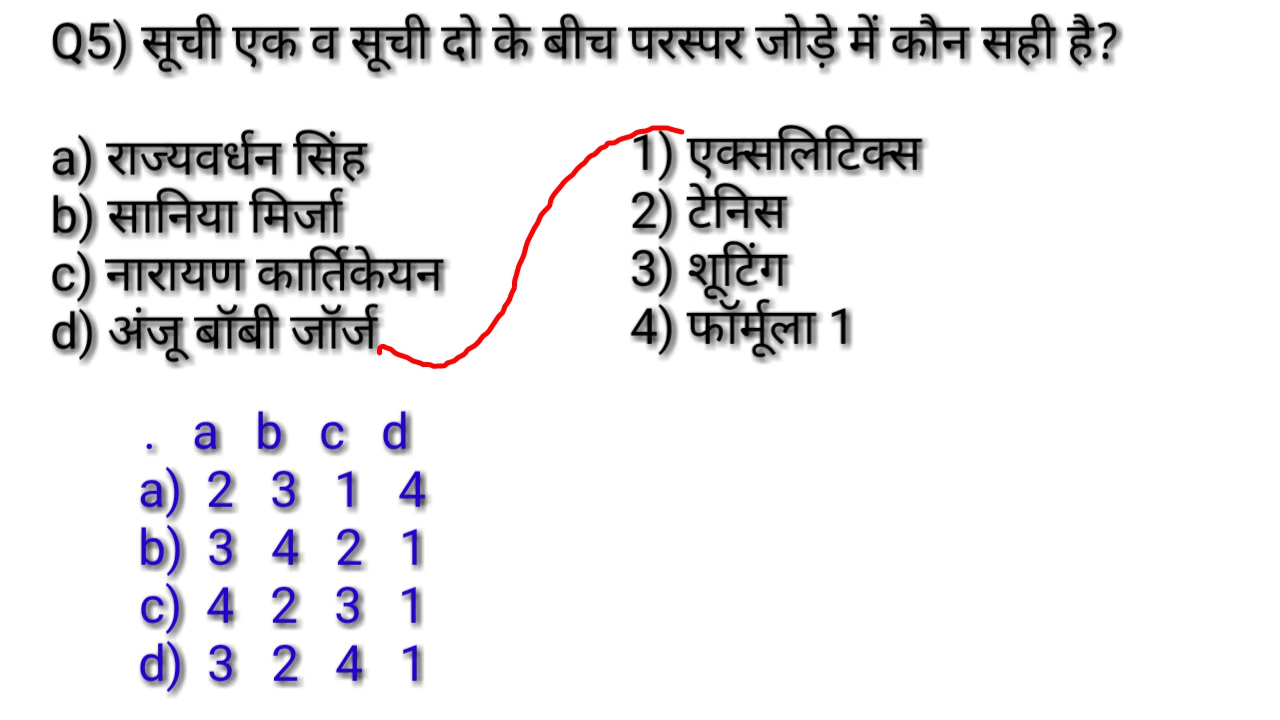 Q5) सूची एक व सूची दो के बीच परस्पर जोड़े में कौन सही है?
a) राज्यवर्धन सिंह
b) सानिया मिर्जा
c) नारायण कार्तिकेयन
d) अंजू बॉबी जॉर्ज
1) एक्सलिटिक्स
2) टेनिस
3) शूटिंग
4) फॉर्मूला 1
. a b c d
a) 2 3 1 4
b) 3 4 2 1
c) 4 2 3 1
d) 3 2 4 1